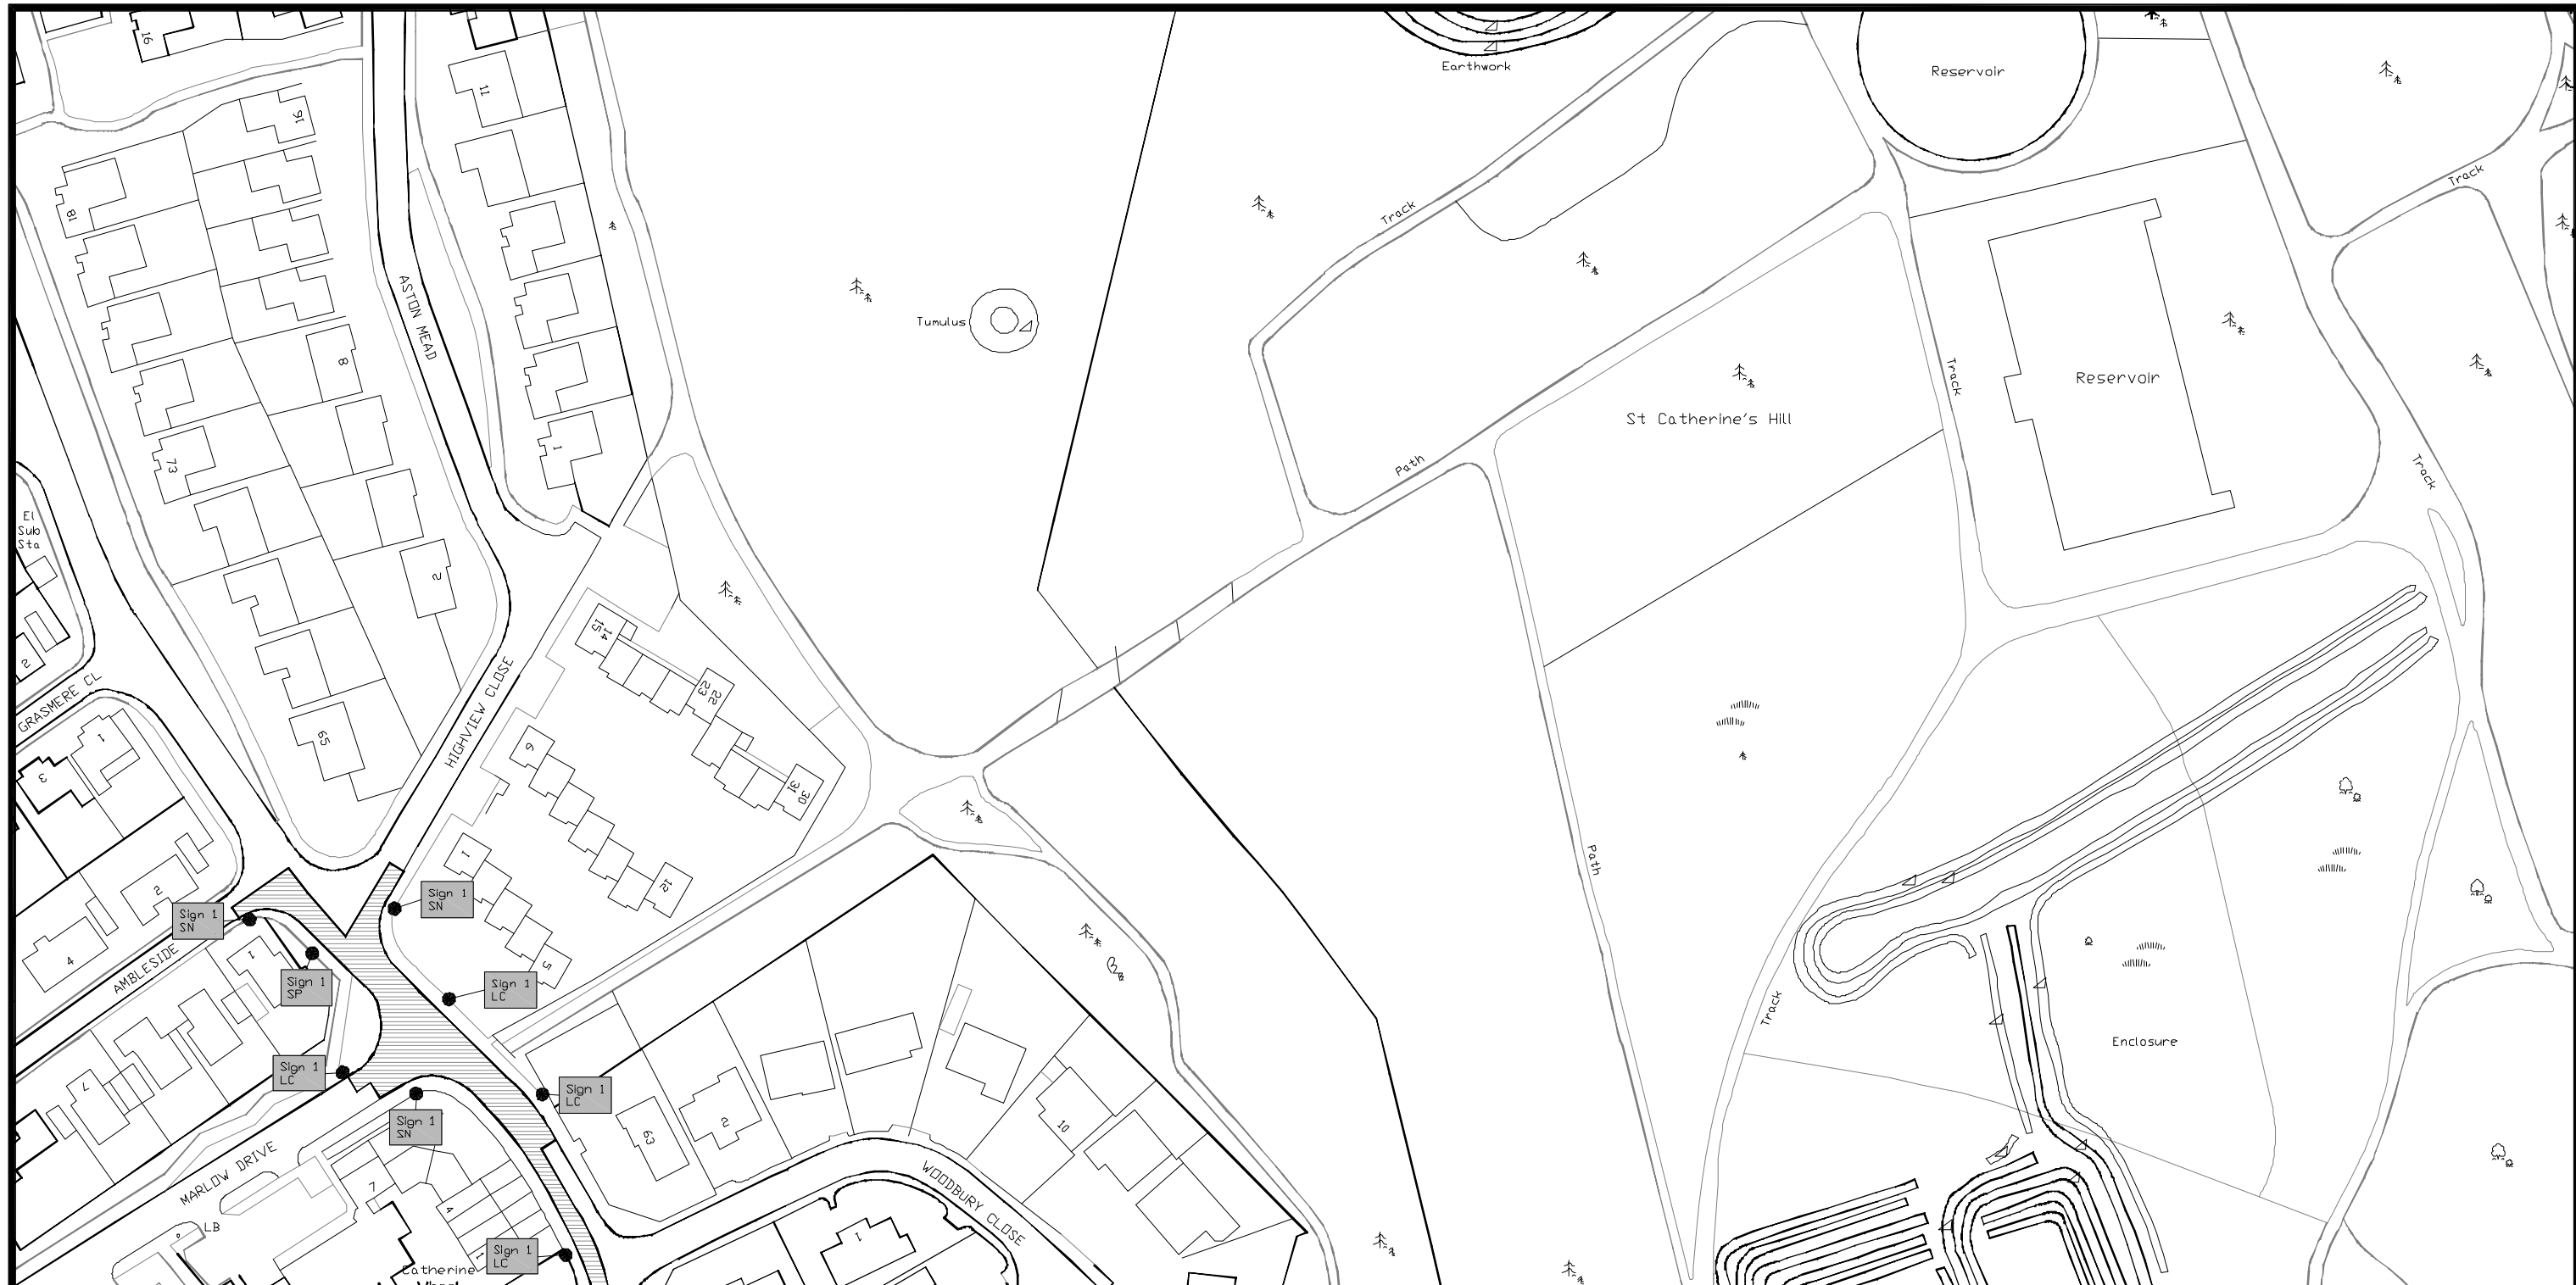 16
11
16
18
Earthwork
Reservoir
Track
Track
ASTON MEAD
Tumulus
8
Track
Reservoir
St Catherine's Hill
73
1
Path
Track
El
Sub
Sta
2
2
15
14
23
22
GRASMERE CL
HIGHVIEW CLOSE
1
3
65
6
31
30
1
12
Path
2
Sign 1
SN
Sign 1
SN
4
AMBLESIDE
1
5
Sign 1
SP
Sign 1
LC
Track
Enclosure
Sign 1
LC
7
Sign 1
LC
Sign 1
SN
63
2
10
MARLOW DRIVE
7
4
WOODBURY CLOSE
LB
1
1
Sign 1
LC
Catherine